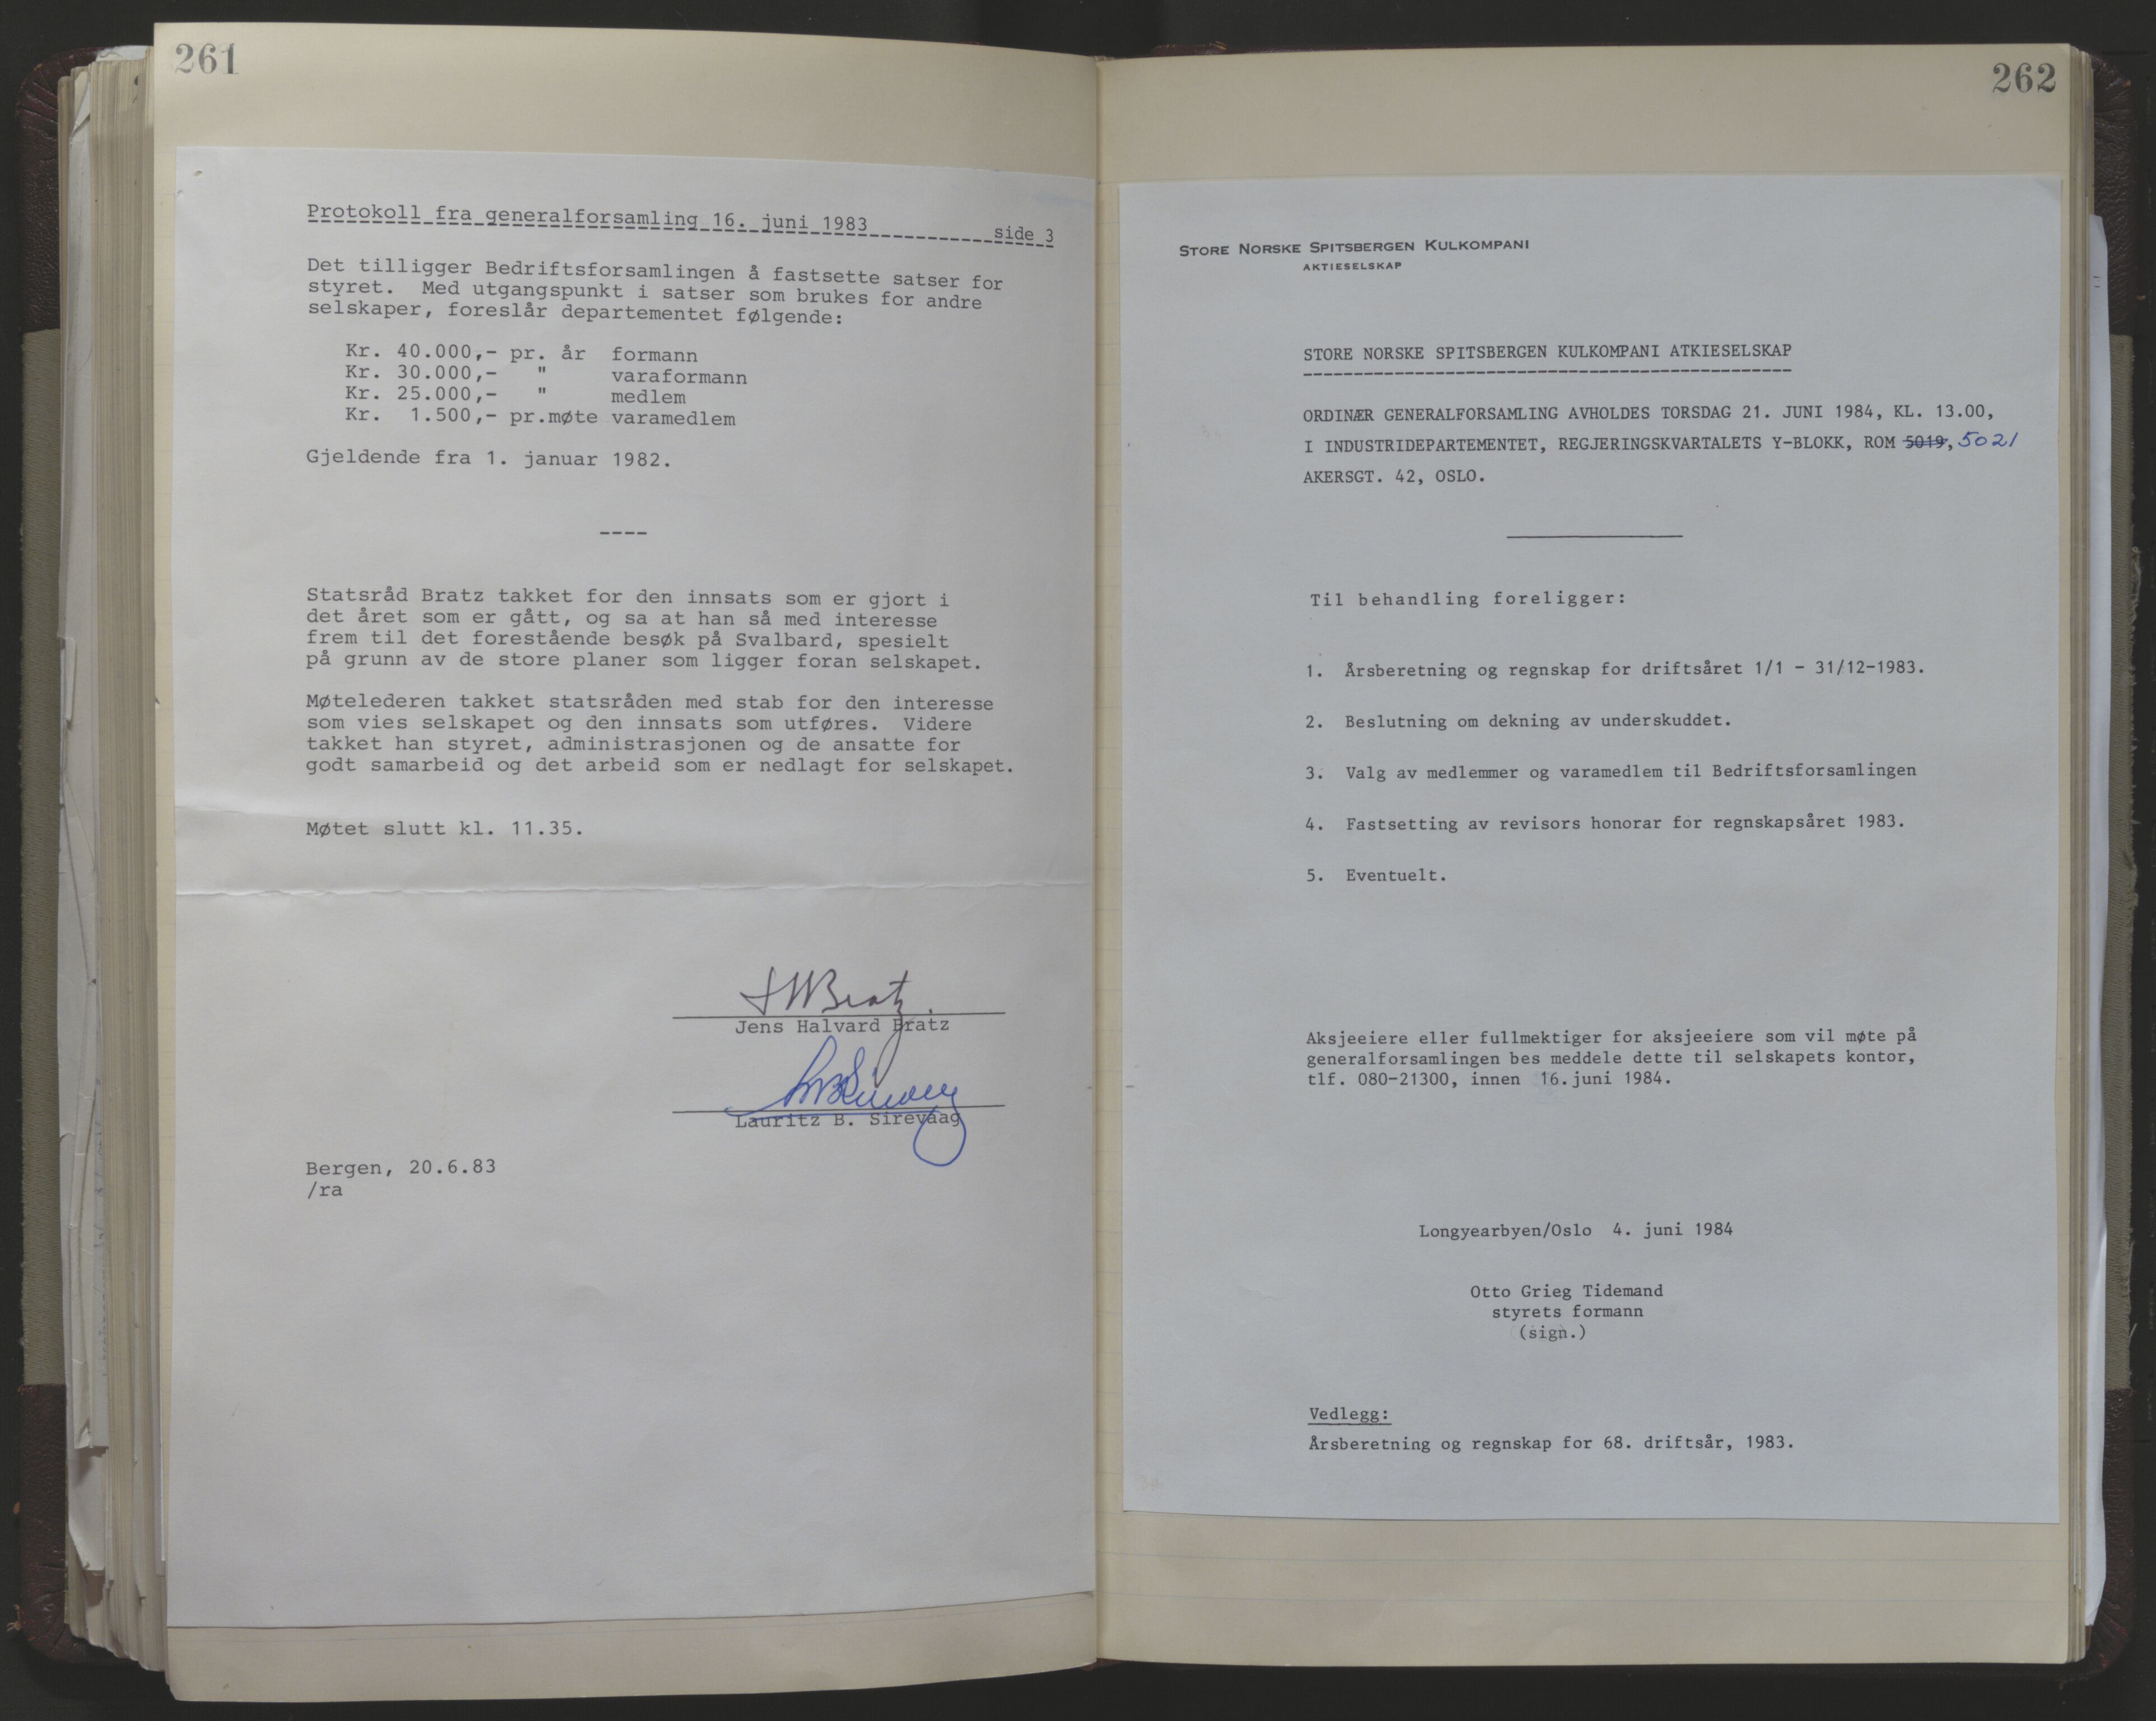 261
Protokoll fra generalforsamling 16. juni 1983 side 3
Det tilligger Bedriftsforsamlingen å fastsette satser for
styret. Med utgangspunkt i satser som brukes for andre
selskaper, foreslår departementet følgende:
Kr. 40.000,- pr. år formann
Kr. 30.000,- " varaformann
Kr. 25.000,- " medlem
Kr. 1.500,- pr.møte varamedlem
Gjeldende fra 1. januar 1982.
----
Statsråd Bratz takket for den innsats som er gjort i
det året som er gått, og sa at han så med interesse
frem til det forestående besøk på Svalbard, spesielt
på grunn av de store planer som ligger foran selskapet.
Møtelederen takket statsråden med stab for den interesse
som vies selskapet og den innsats som utføres. Videre
takket han styret, administrasjonen og de ansatte for
godt samarbeid og det arbeid som er nedlagt for selskapet.
Møtet slutt kl. 11.35.
JHBratz
Jens Halvard Bratz
Lauritz B. Sirevaag
Bergen, 20.6.83
/ra
262
STORE NORSKE SPITSBERGEN KULKOMPANI
AKTIESELSKAP
STORE NORSKE SPITSBERGEN KULKOMPANI ATKIESELSKAP
ORDINÆR GENERALFORSAMLING AVHOLDES TORSDAG 21. JUNI 1984, KL. 13.00,
I INDUSTRIDEPARTEMENTET, REGJERINGSKVARTALETS Y-BLOKK, ROM 5019, 5021
AKERSGT. 42, OSLO.
Til behandling foreligger:
1. Årsberetning og regnskap for driftsåret 1/1 - 31/12-1983.
2. Beslutning om dekning av underskuddet.
3. Valg av medlemmer og varamedlem til Bedriftsforsamlingen
4. Fastsetting av revisors honorar for regnskapsåret 1983.
5. Eventuelt.
Aksjeeiere eller fullmektiger for aksjeeiere som vil møte på
generalforsamlingen bes meddele dette til selskapets kontor,
tlf. 080-21300, innen 16.juni 1984.
Longyearbyen/Oslo 4. juni 1984
Otto Grieg Tidemand
styrets formann
(sign.)
Vedlegg:
Årsberetning og regnskap for 68. driftsår, 1983.